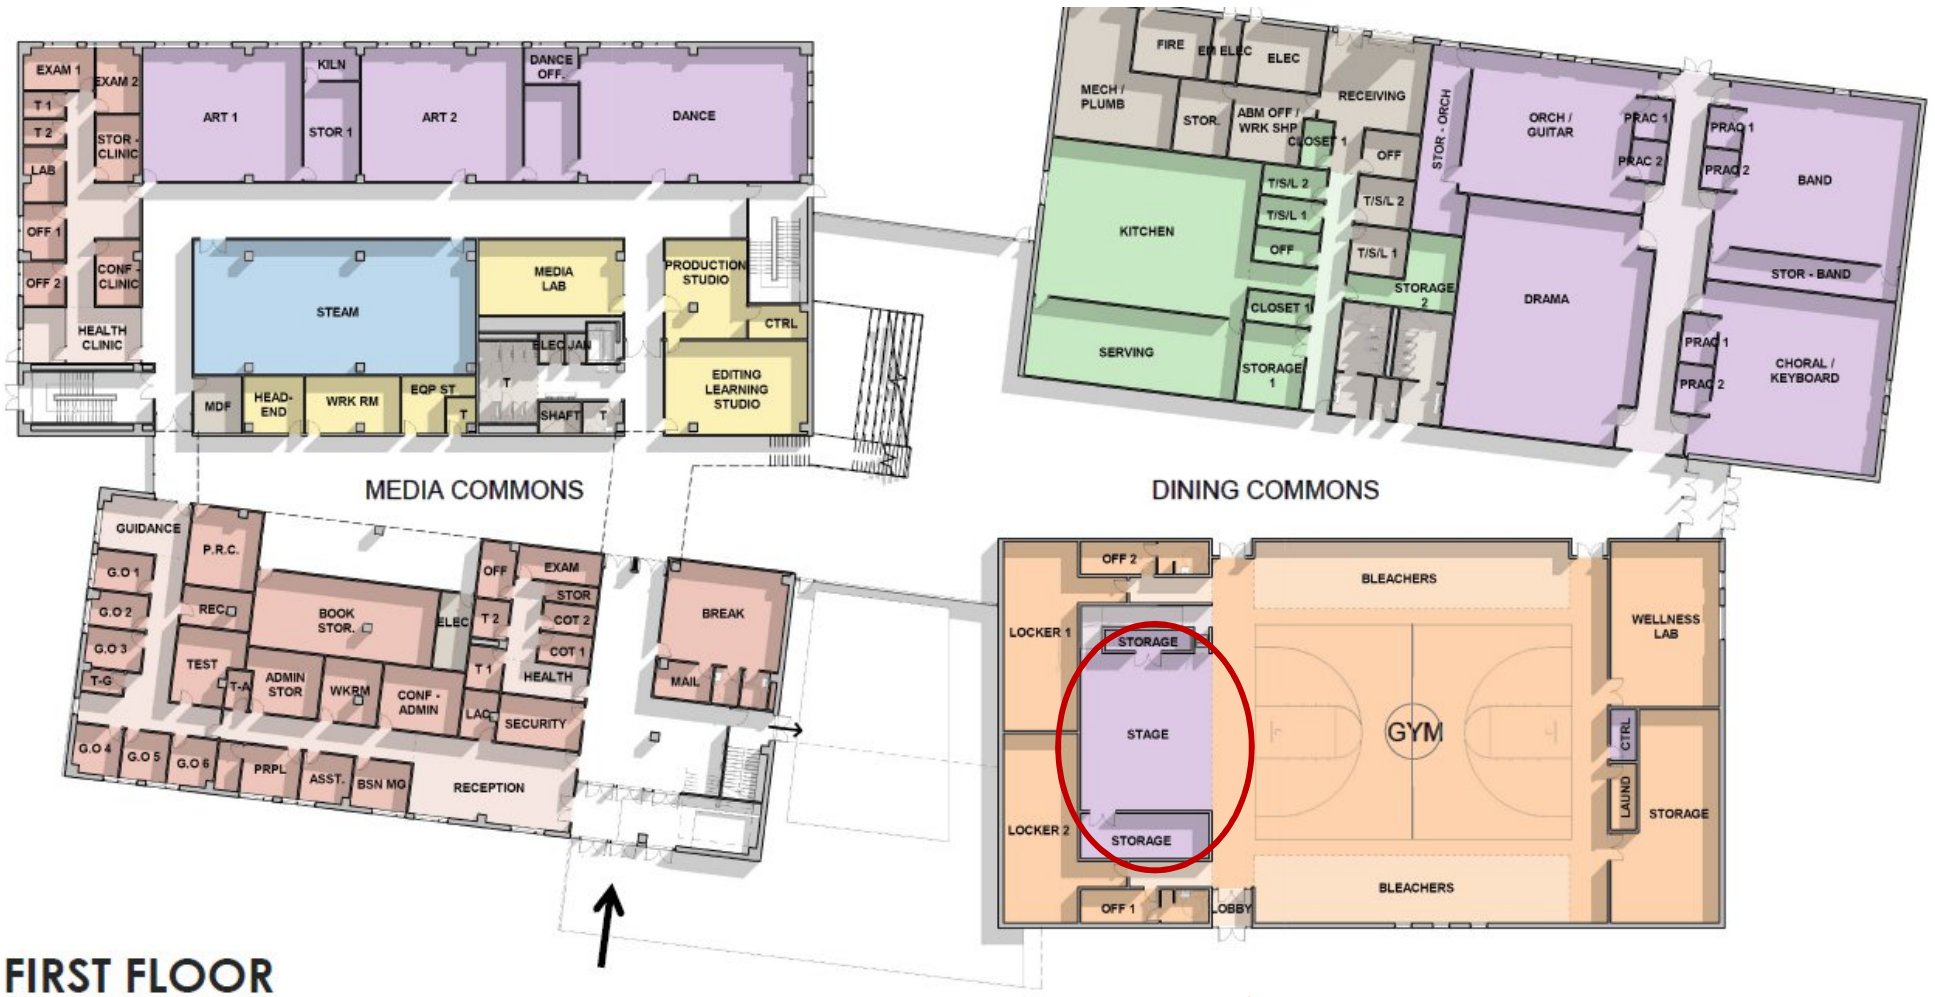 EXAM 1
EXAM 2
T 1
T 2
STOR -
CLINIC
LAB
OFF 1
OFF 2
CONF -
CLINIC
HEALTH
CLINIC
ART 1
KILN
STOR 1
ART 2
DANCE
OFF.
DANCE
STEAM
MEDIA
LAB
PRODUCTION
STUDIO
CTRL
ELEC
JAN
T
EDITING
LEARNING
STUDIO
MDF
HEAD-
END
WRK RM
EQP ST
T
SHAFT
T
FIRE
EM ELEC
ELEC
MECH /
PLUMB
STOR.
ABM OFF /
WRK SHP
RECEIVING
CLOSET 1
OFF
STOR - ORCH
ORCH /
GUITAR
PRAC 1
PRAC 2
PRAC 1
PRAC 2
BAND
T/S/L 2
T/S/L 1
OFF
T/S/L 2
T/S/L 1
KITCHEN
STORAGE
2
CLOSET 1
SERVING
STORAGE
1
DRAMA
STOR - BAND
PRAC 1
PRAC 2
CHORAL /
KEYBOARD
MEDIA COMMONS
DINING COMMONS
GUIDANCE
P.R.C.
G.O 1
G.O 2
G.O 3
T-G
REC
TEST
T-A
BOOK
STOR.
ELEC
OFF
EXAM
STOR
T 2
COT 2
COT 1
T 1
HEALTH
ADMIN
STOR
WKRM
CONF -
ADMIN
LAC
SECURITY
BREAK
MAIL
G.O 4
G.O 5
G.O 6
PRPL
ASST.
BSN MG
RECEPTION
OFF 2
LOCKER 1
STORAGE
STAGE
LOCKER 2
STORAGE
OFF 1
LOBBY
BLEACHERS
GYM
BLEACHERS
WELLNESS
LAB
CTRL
LAUND
STORAGE
FIRST FLOOR